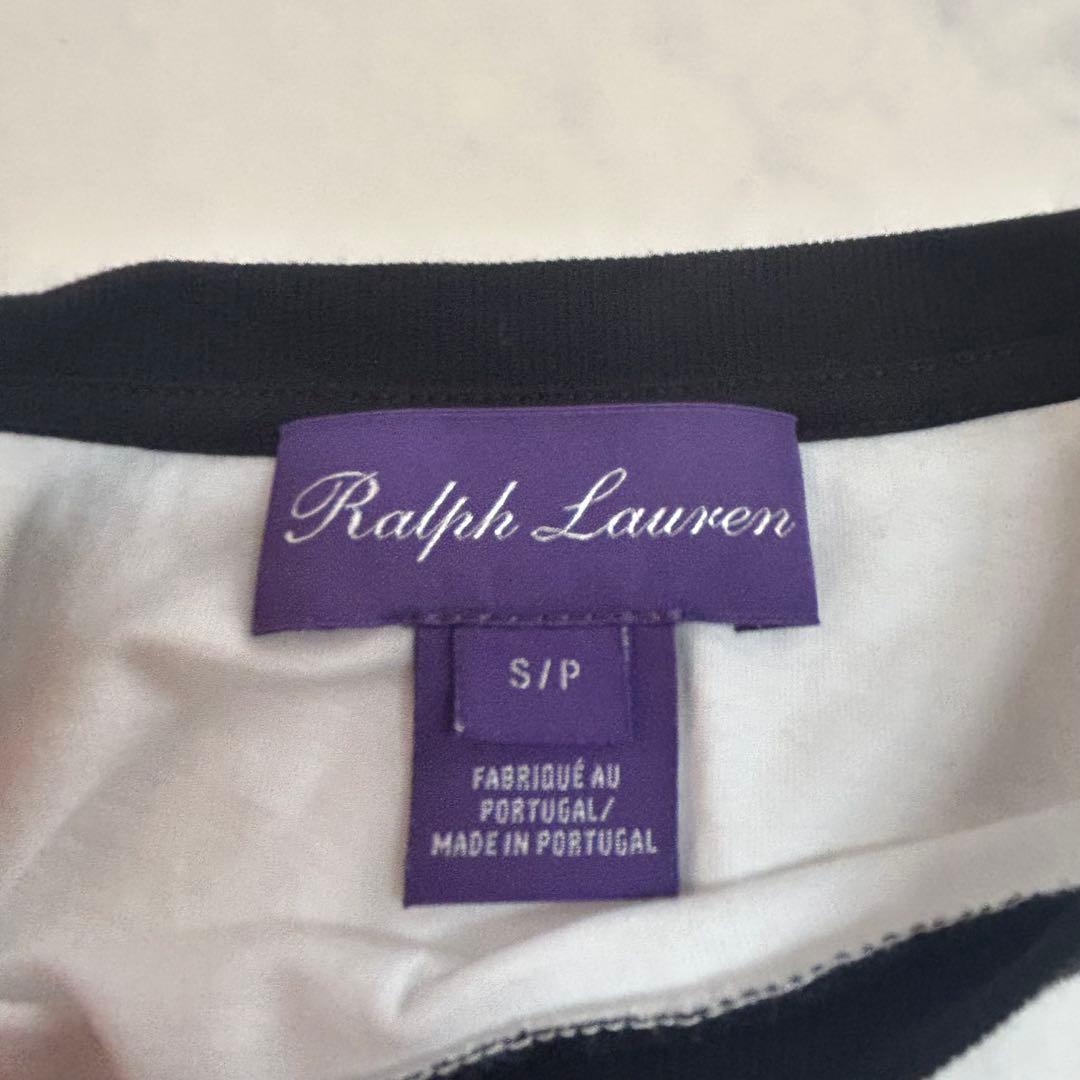 Ralph Lauren
S/P
FABRIQUÉ AU
PORTUGAL/
MADE IN PORTUGAL